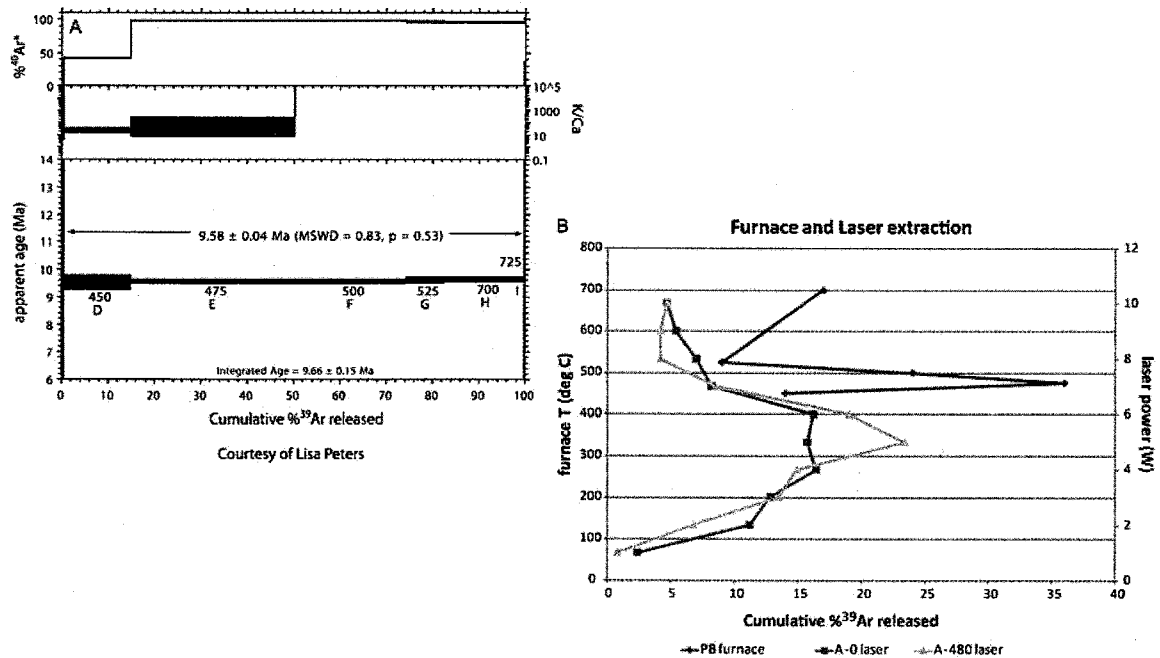 A
%⁴⁰Ar*
100
50
0
10^5
1000
10
0.1
K/Ca
14
13
12
11
10
9
8
7
6
apparent age (Ma)
9.58 ± 0.04 Ma (MSWD = 0.83, p = 0.53)
725
450
475
500
525
700
D
E
F
G
H
I
Integrated Age = 9.66 ± 0.15 Ma
0 10 20 30 40 50 60 70 80 90 100
Cumulative %³⁹Ar released
Courtesy of Lisa Peters
B
Furnace and Laser extraction
800
700
600
500
400
300
200
100
0
furnace T (deg C)
12
10
8
6
4
2
0
laser power (W)
0 5 10 15 20 25 30 35 40
Cumulative %³⁹Ar released
PB furnace A-0 laser A-480 laser